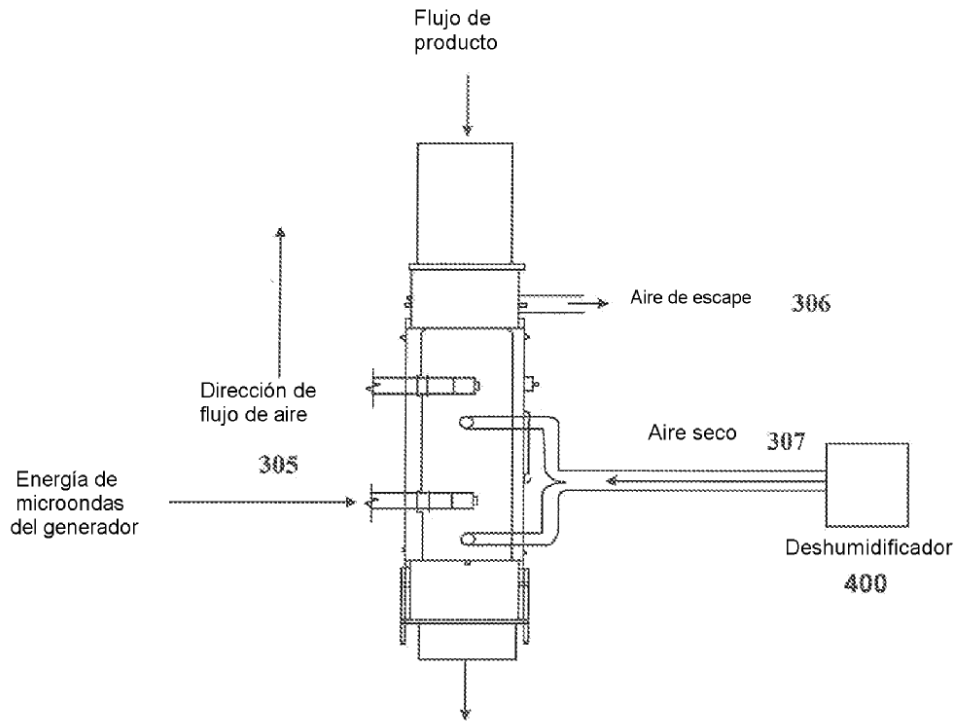 Flujo de
producto
Aire de escape 306
Dirección de
flujo de aire
305
Aire seco 307
Energía de
microondas
del generador
Deshumidificador
400